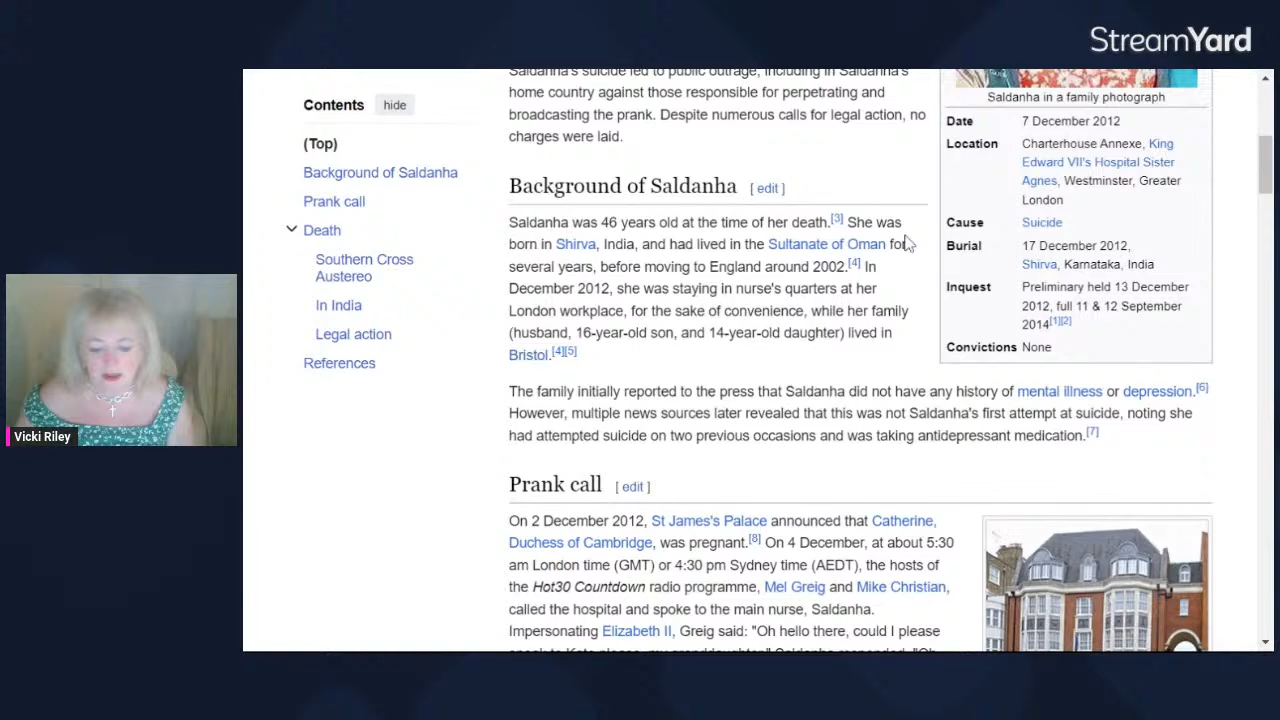 StreamYard
Saldanha's suicide led to public outrage, including in Saldanha's
home country against those responsible for perpetrating and
broadcasting the prank. Despite numerous calls for legal action, no
charges were laid.
Contents hide
(Top)
Background of Saldanha
Prank call
Death
Southern Cross
Austereo
In India
Legal action
References
Background of Saldanha [ edit ]
Saldanha was 46 years old at the time of her death.[3] She was
born in Shirva, India, and had lived in the Sultanate of Oman for
several years, before moving to England around 2002.[4] In
December 2012, she was staying in nurse's quarters at her
London workplace, for the sake of convenience, while her family
(husband, 16-year-old son, and 14-year-old daughter) lived in
Bristol.[4][5]
Saldanha in a family photograph
Date 7 December 2012
Location Charterhouse Annexe, King
Edward VII's Hospital Sister
Agnes, Westminster, Greater
London
Cause Suicide
Burial 17 December 2012,
Shirva, Karnataka, India
Inquest Preliminary held 13 December
2012, full 11 & 12 September
2014[1][2]
Convictions None
The family initially reported to the press that Saldanha did not have any history of mental illness or depression.[6]
However, multiple news sources later revealed that this was not Saldanha's first attempt at suicide, noting she
had attempted suicide on two previous occasions and was taking antidepressant medication.[7]
Prank call [ edit ]
On 2 December 2012, St James's Palace announced that Catherine,
Duchess of Cambridge, was pregnant.[8] On 4 December, at about 5:30
am London time (GMT) or 4:30 pm Sydney time (AEDT), the hosts of
the Hot30 Countdown radio programme, Mel Greig and Mike Christian,
called the hospital and spoke to the main nurse, Saldanha.
Impersonating Elizabeth II, Greig said: "Oh hello there, could I please
Vicki Riley